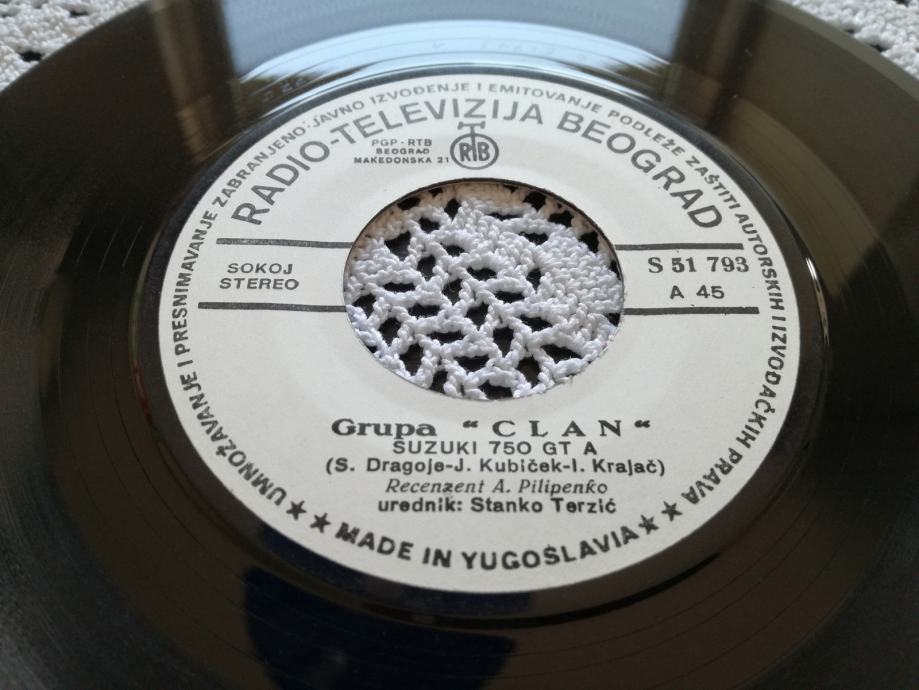 UMNOŽAVANJE I PRESNIMAVANJE ZABRANJENO·JAVNO IZVOĐENJE I EMITOVANJE PODLEŽE ZAŠTITI AUTORSKIH I IZVOĐAČKIH PRAVA
RADIO-TELEVIZIJA BEOGRAD
PGP - RTB
BEOGRAD
MAKEDONSKA 21
RTB
SOKOJ
STEREO
S 51 793
A 45
Grupa “CLAN“
SUZUKI 750 GT A
(S. Dragoje-J. Kubiček-I. Krajač)
Recenzent A. Pilipenko
urednik: Stanko Terzić
★ ★ MADE IN YUGOSLAVIA ★ ★